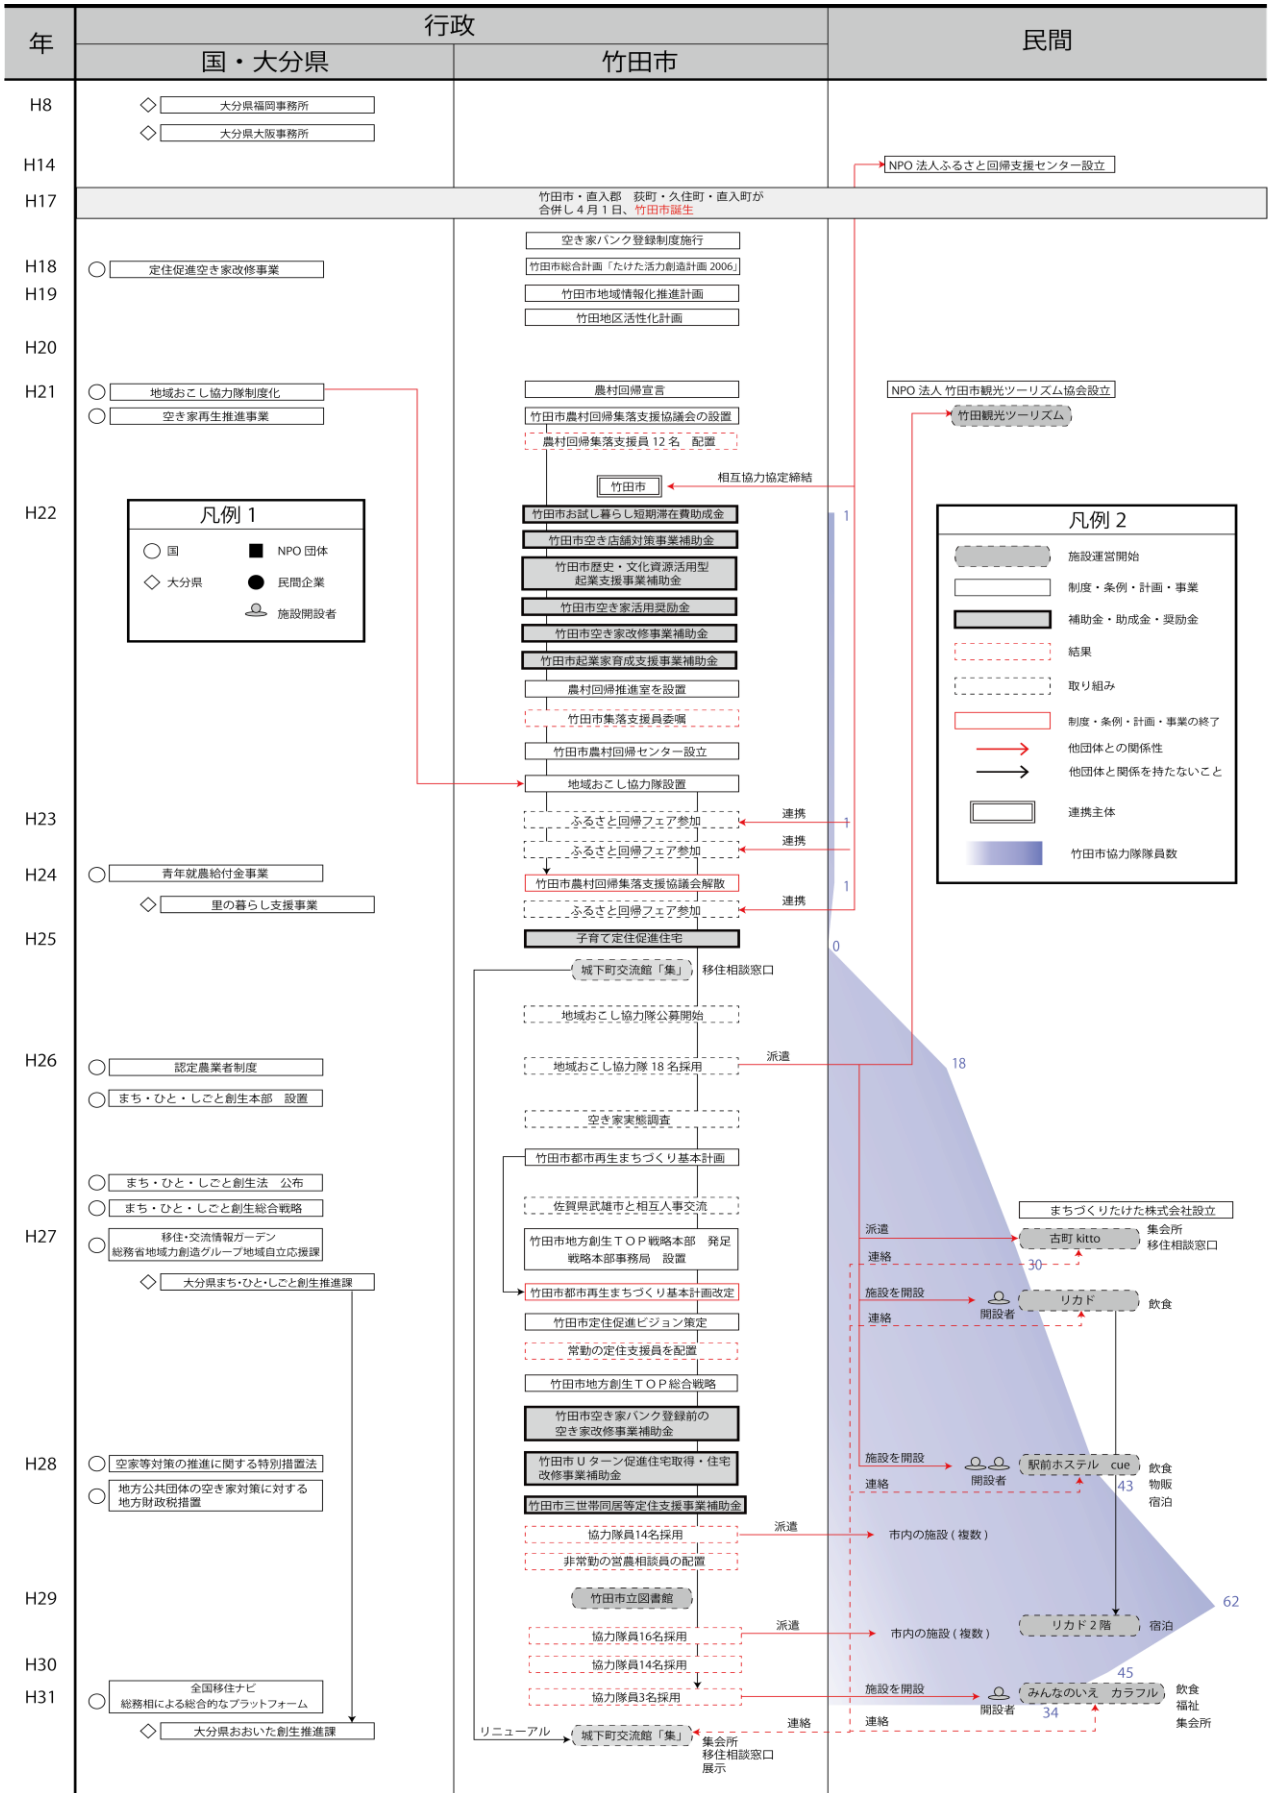 年
行政
国・大分県
竹田市
民間
H8
大分県福岡事務所
大分県大阪事務所
H14
NPO 法人ふるさと回帰支援センター設立
H17
竹田市・直入郡　荻町・久住町・直入町が
合併し４月１日、竹田市誕生
空き家バンク登録制度施行
H18
定住促進空き家改修事業
竹田市総合計画「たけた活力創造計画 2006」
H19
竹田市地域情報化推進計画
竹田地区活性化計画
H20
H21
地域おこし協力隊制度化
農村回帰宣言
NPO 法人 竹田市観光ツーリズム協会設立
空き家再生推進事業
竹田市農村回帰集落支援協議会の設置
竹田観光ツーリズム
農村回帰集落支援員 12 名　配置
竹田市
相互協力協定締結
H22
竹田市お試し暮らし短期滞在費助成金
1
竹田市空き店舗対策事業補助金
竹田市歴史・文化資源活用型
起業支援事業補助金
竹田市空き家活用奨励金
竹田市空き家改修事業補助金
竹田市起業家育成支援事業補助金
農村回帰推進室を設置
竹田市集落支援員委嘱
竹田市農村回帰センター設立
地域おこし協力隊設置
凡例 1
国
NPO 団体
大分県
民間企業
施設開設者
凡例 2
施設運営開始
制度・条例・計画・事業
補助金・助成金・奨励金
結果
取り組み
制度・条例・計画・事業の終了
他団体との関係性
他団体と関係を持たないこと
連携主体
竹田市協力隊隊員数
H23
ふるさと回帰フェア参加
連携
1
ふるさと回帰フェア参加
連携
H24
青年就農給付金事業
竹田市農村回帰集落支援協議会解散
1
里の暮らし支援事業
ふるさと回帰フェア参加
連携
H25
子育て定住促進住宅
0
城下町交流館「集」
移住相談窓口
地域おこし協力隊公募開始
H26
認定農業者制度
地域おこし協力隊 18 名採用
派遣
18
まち・ひと・しごと創生本部　設置
空き家実態調査
竹田市都市再生まちづくり基本計画
まち・ひと・しごと創生法　公布
まち・ひと・しごと創生総合戦略
佐賀県武雄市と相互人事交流
まちづくりたけた株式会社設立
H27
移住・交流情報ガーデン
総務省地域力創造グループ地域自立応援課
竹田市地方創生ＴＯＰ戦略本部　発足
戦略本部事務局　設置
派遣
古町 kitto
集会所
移住相談窓口
連絡
30
大分県まち・ひと・しごと創生推進課
竹田市都市再生まちづくり基本計画改定
施設を開設
開設者
リカド
飲食
連絡
竹田市定住促進ビジョン策定
常勤の定住支援員を配置
竹田市地方創生ＴＯＰ総合戦略
竹田市空き家バンク登録前の
空き家改修事業補助金
H28
空家等対策の推進に関する特別措置法
竹田市 U ターン促進住宅取得・住宅
改修事業補助金
施設を開設
開設者
駅前ホステル　cue
飲食
物販
宿泊
連絡
43
地方公共団体の空き家対策に対する
地方財政税措置
竹田市三世帯同居等定住支援事業補助金
協力隊員14名採用
派遣
市内の施設 ( 複数 )
非常勤の営農相談員の配置
H29
竹田市立図書館
62
協力隊員16名採用
派遣
市内の施設 ( 複数 )
リカド 2 階
宿泊
H30
協力隊員14名採用
45
H31
全国移住ナビ
総務相による総合的なプラットフォーム
協力隊員3名採用
施設を開設
開設者
みんなのいえ　カラフル
飲食
福祉
集会所
34
大分県おおいた創生推進課
リニューアル
城下町交流館「集」
集会所
移住相談窓口
展示
連絡
連絡